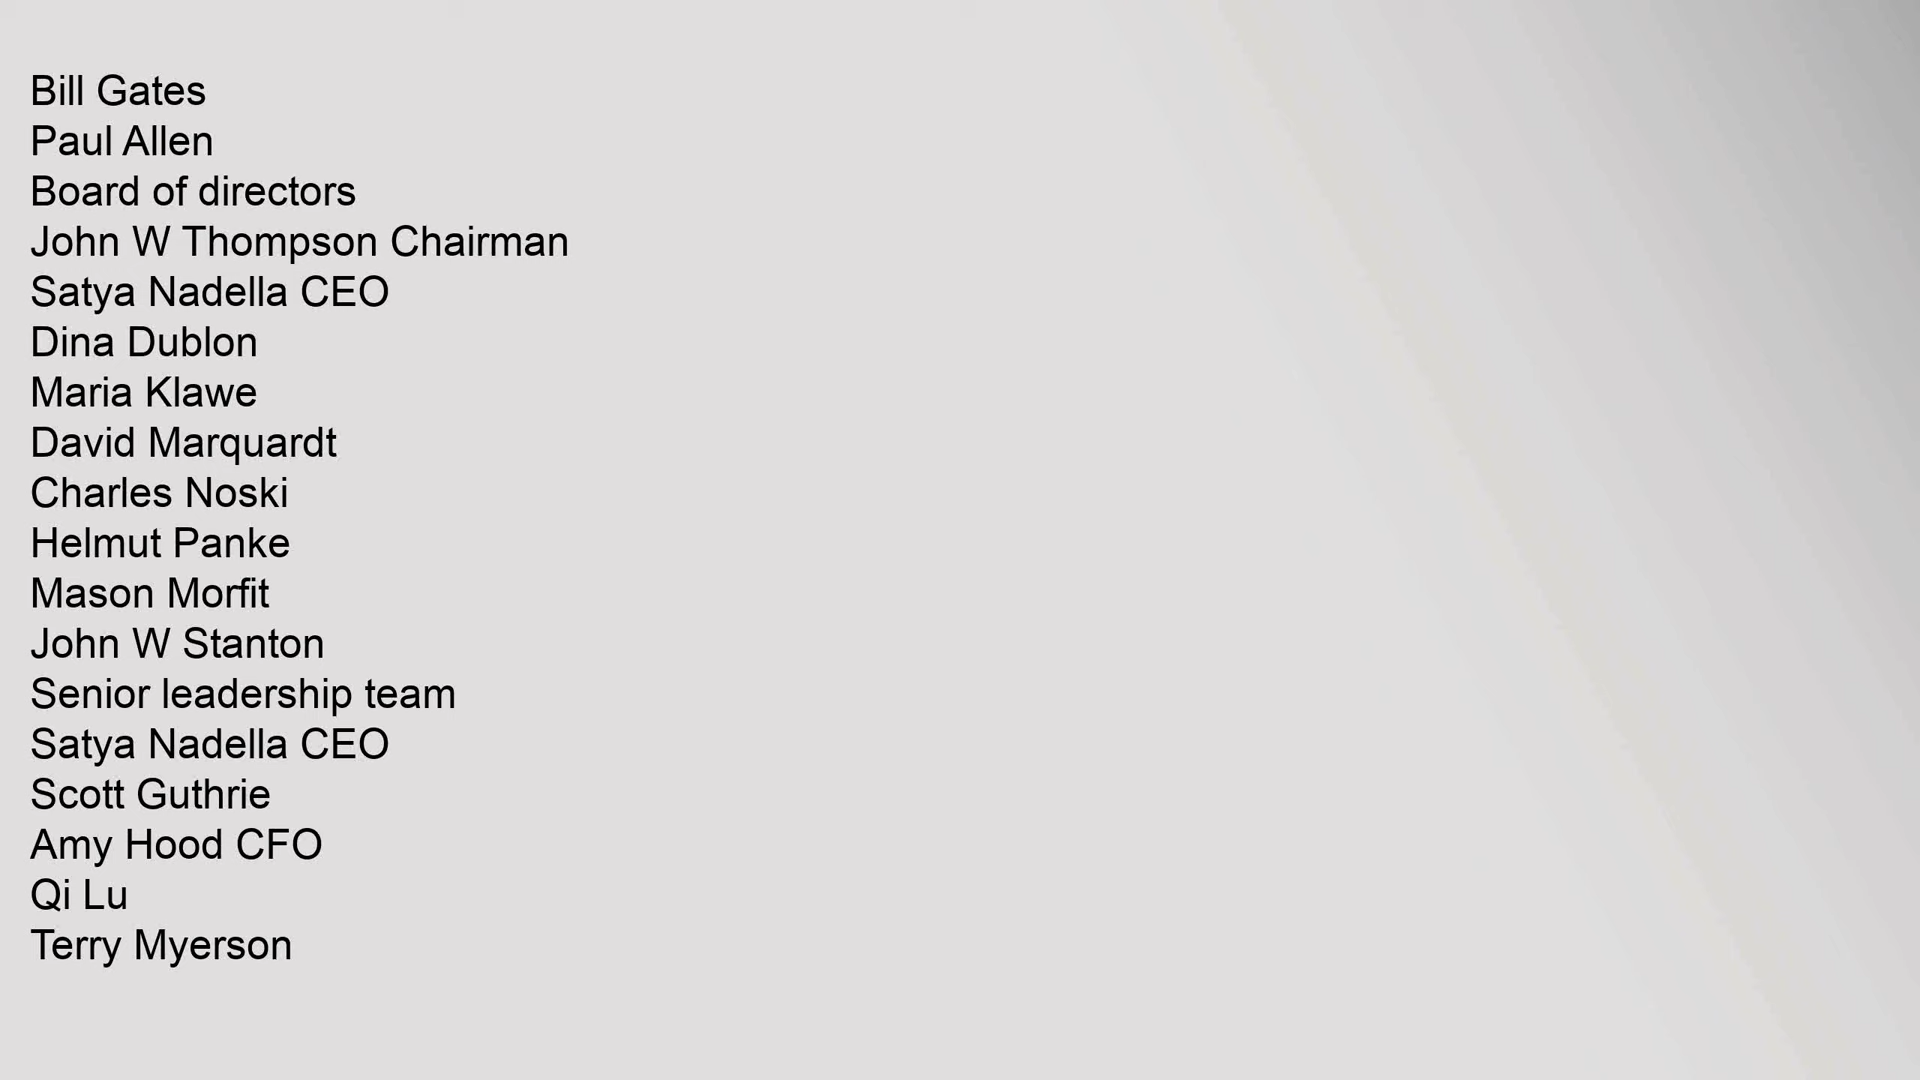 Bill Gates
Paul Allen
Board of directors
John W Thompson Chairman
Satya Nadella CEO
Dina Dublon
Maria Klawe
David Marquardt
Charles Noski
Helmut Panke
Mason Morfit
John W Stanton
Senior leadership team
Satya Nadella CEO
Scott Guthrie
Amy Hood CFO
Qi Lu
Terry Myerson